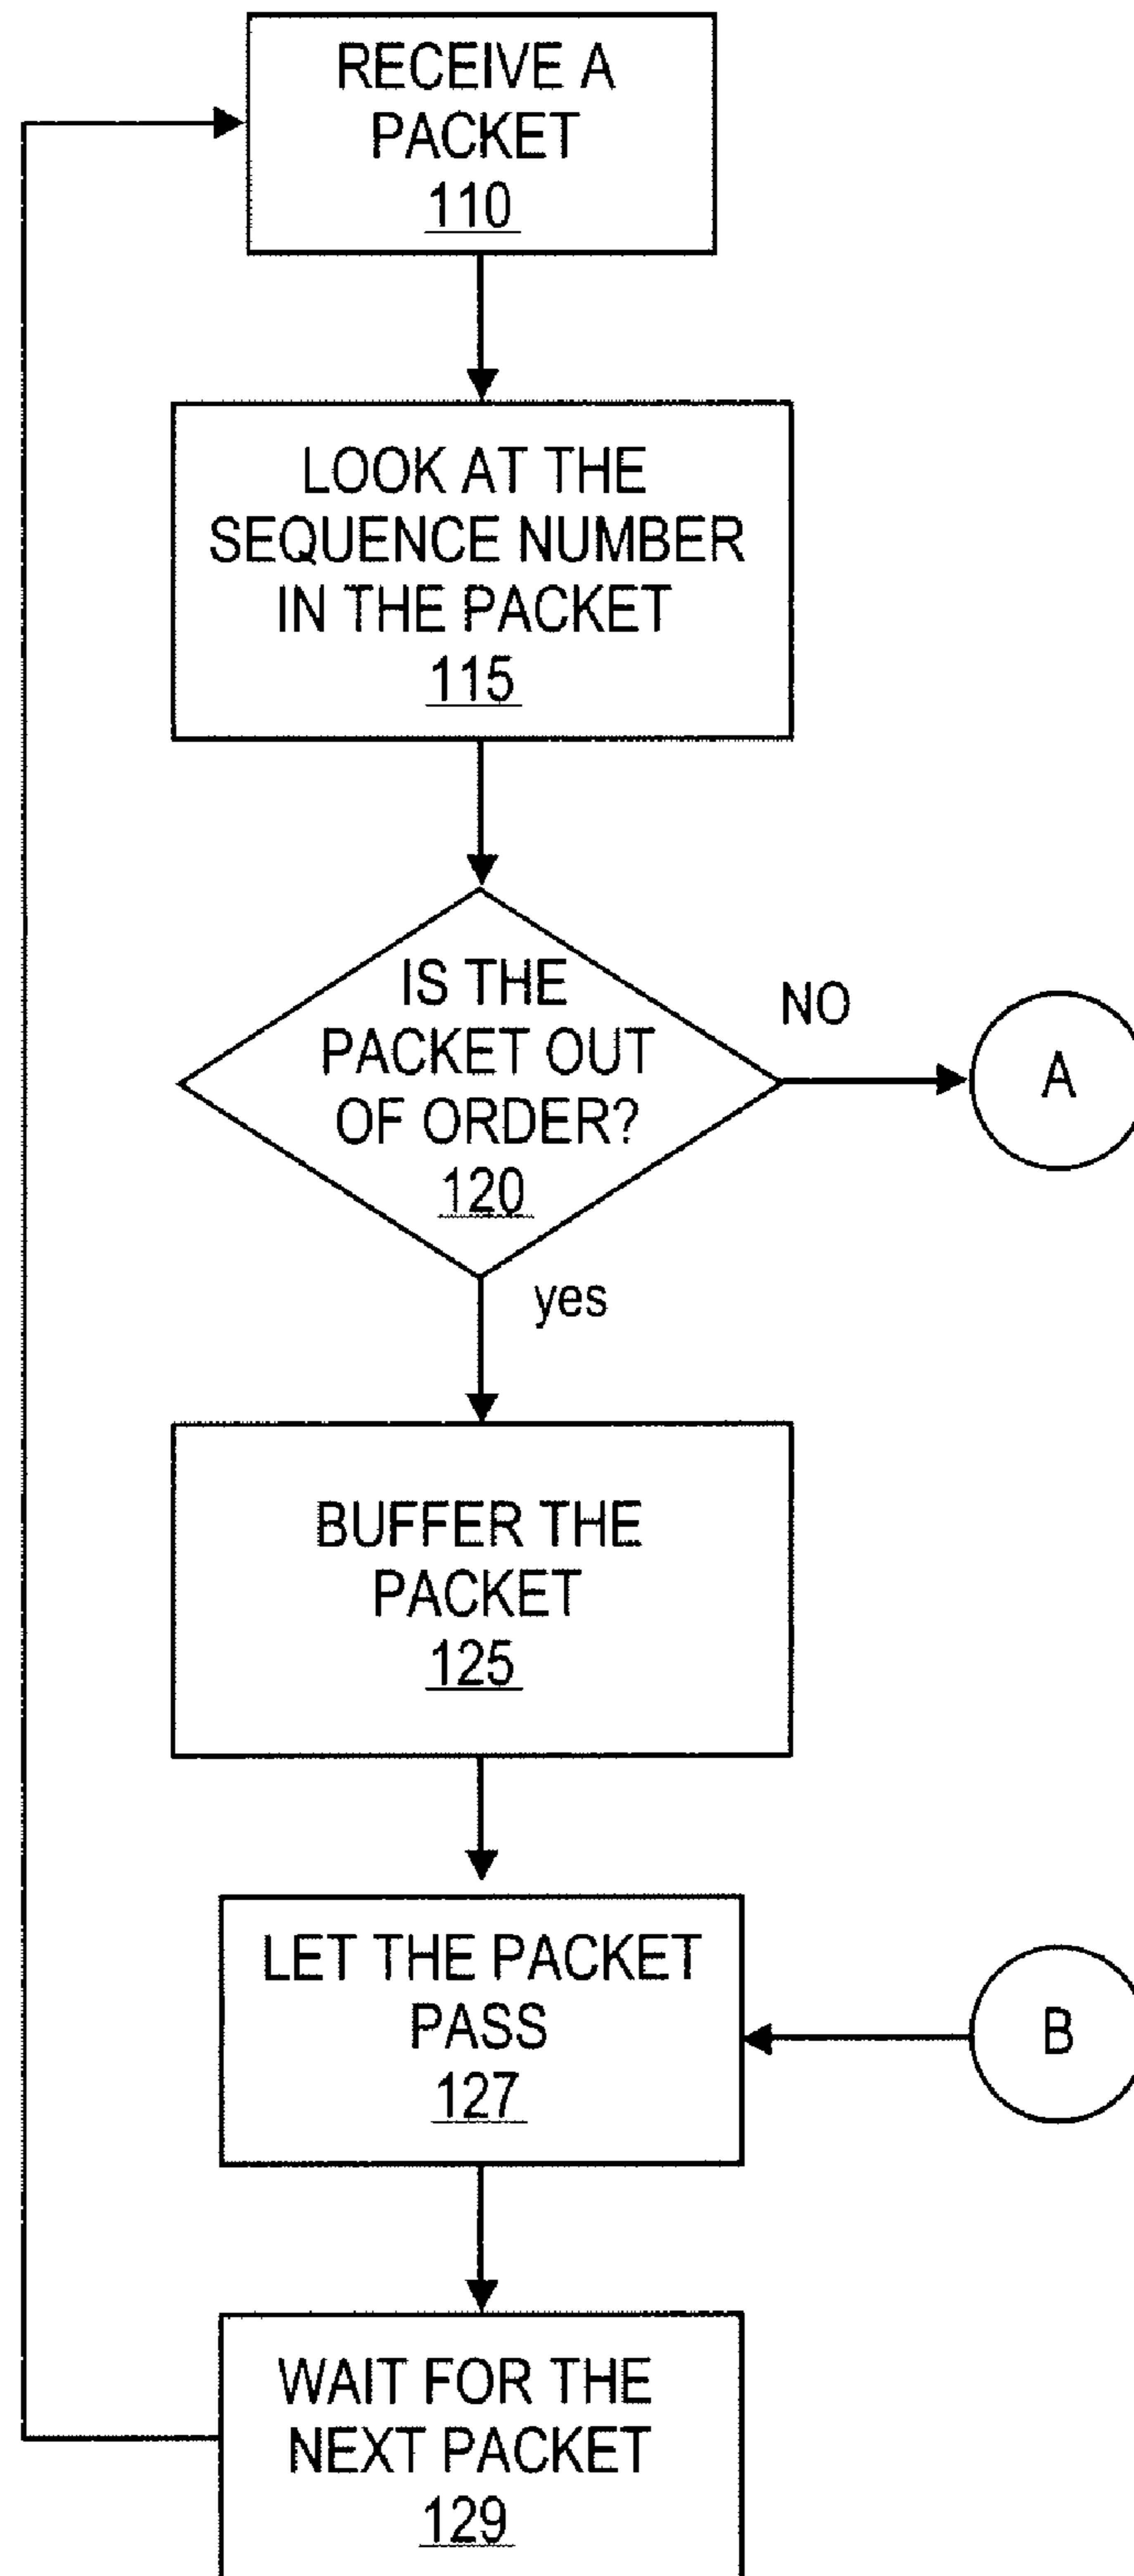 RECEIVE A
PACKET
110
LOOK AT THE
SEQUENCE NUMBER
IN THE PACKET
115
IS THE
PACKET OUT
OF ORDER?
120
NO
A
yes
BUFFER THE
PACKET
125
LET THE PACKET
PASS
127
B
WAIT FOR THE
NEXT PACKET
129